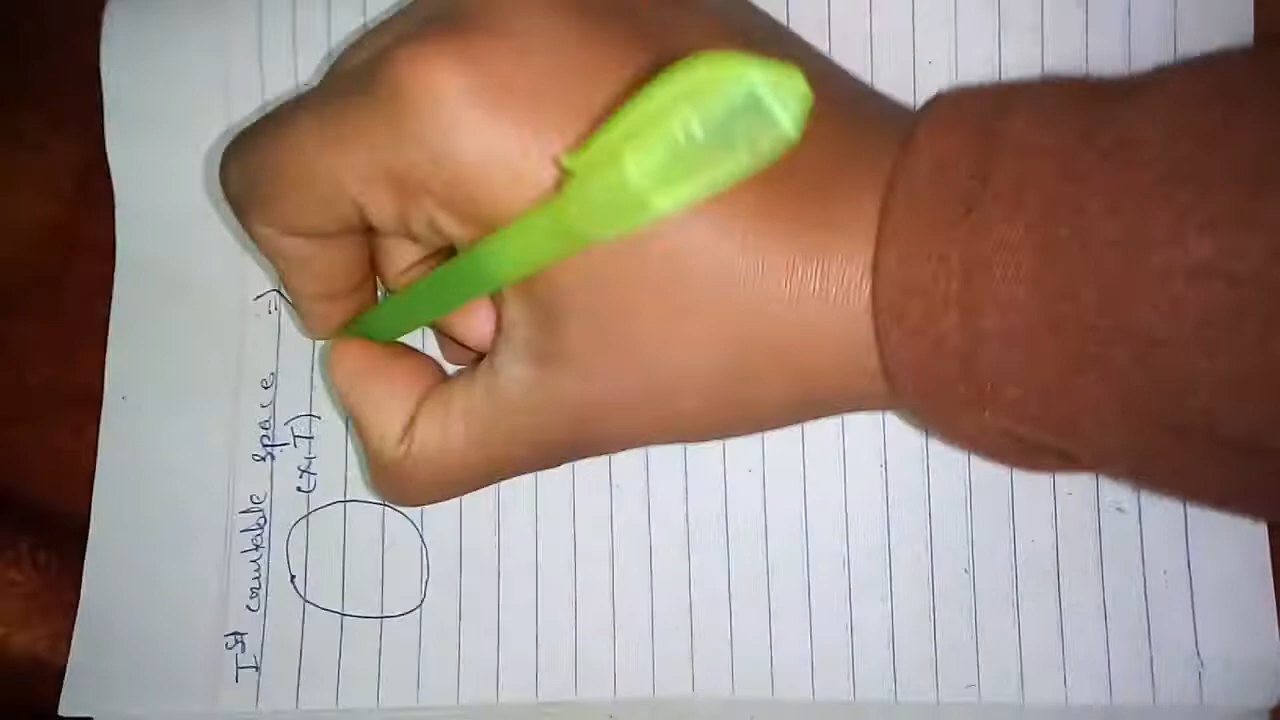 Ist countable space =>
(X, T)